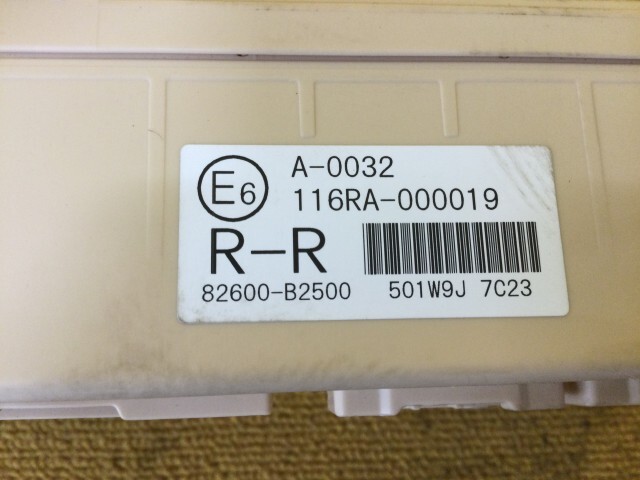 E6
A-0032
116RA-000019
R-R
82600-B2500 501W9J 7C23